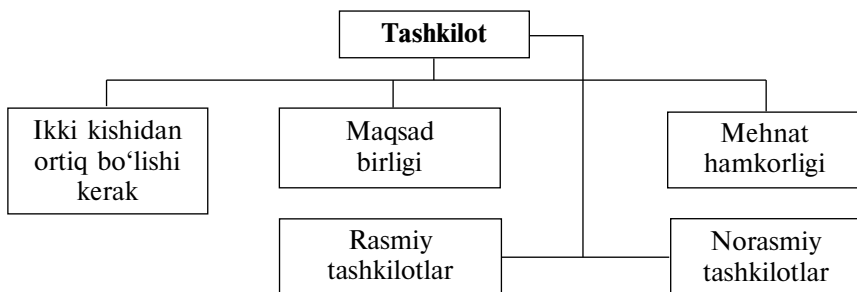 Tashkilot
Ikki kishidan
ortiq bo‘lishi
kerak
Maqsad
birligi
Mehnat
hamkorligi
Rasmiy
tashkilotlar
Norasmiy
tashkilotlar